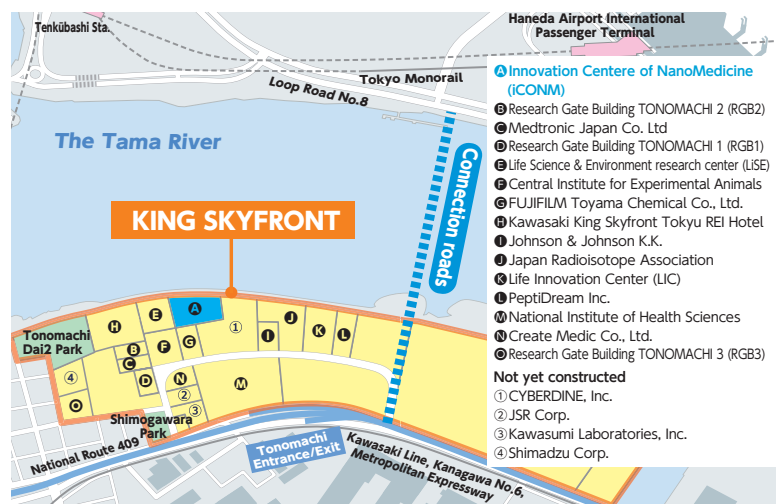 Tenkūbashi Sta.
Haneda Airport International
Passenger Terminal
Tokyo Monorail
Loop Road No.8
The Tama River
Connection roads
KING SKYFRONT
Tonomachi
Dai2 Park
H
E
A
①
J
I
K
L
B
C
F
G
D
④
O
N
②
③
M
Shimogawara
Park
National Route 409
Tonomachi
Entrance/Exit
Kawasaki Line, Kanagawa No.6,
Metropolitan Expressway
A Innovation Centere of NanoMedicine
(iCONM)
B Research Gate Building TONOMACHI 2 (RGB2)
C Medtronic Japan Co. Ltd
D Research Gate Building TONOMACHI 1 (RGB1)
E Life Science & Environment research center (LiSE)
F Central Institute for Experimental Animals
G FUJIFILM Toyama Chemical Co., Ltd.
H Kawasaki King Skyfront Tokyu REI Hotel
I Johnson & Johnson K.K.
J Japan Radioisotope Association
K Life Innovation Center (LIC)
L PeptiDream Inc.
M National Institute of Health Sciences
N Create Medic Co., Ltd.
O Research Gate Building TONOMACHI 3 (RGB3)
Not yet constructed
① CYBERDINE, Inc.
② JSR Corp.
③ Kawasumi Laboratories, Inc.
④ Shimadzu Corp.